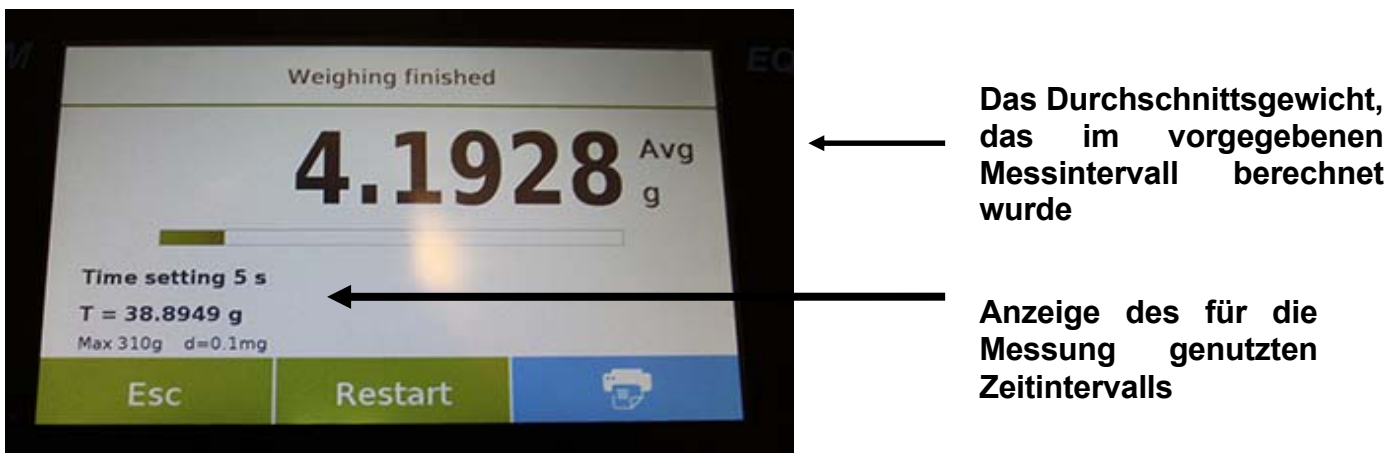 M
EQ
Weighing finished
4.1928 Avg
g
Time setting 5 s
T = 38.8949 g
Max 310g d=0.1mg
Esc Restart
Das Durchschnittsgewicht,
das im vorgegebenen
Messintervall berechnet
wurde
Anzeige des für die
Messung genutzten
Zeitintervalls